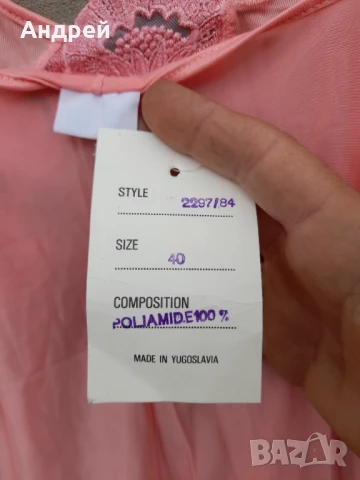 Андрей
STYLE 2297/84
SIZE 40
COMPOSITION
POLIAMIDE100%
MADE IN YUGOSLAVIA
BAZAR